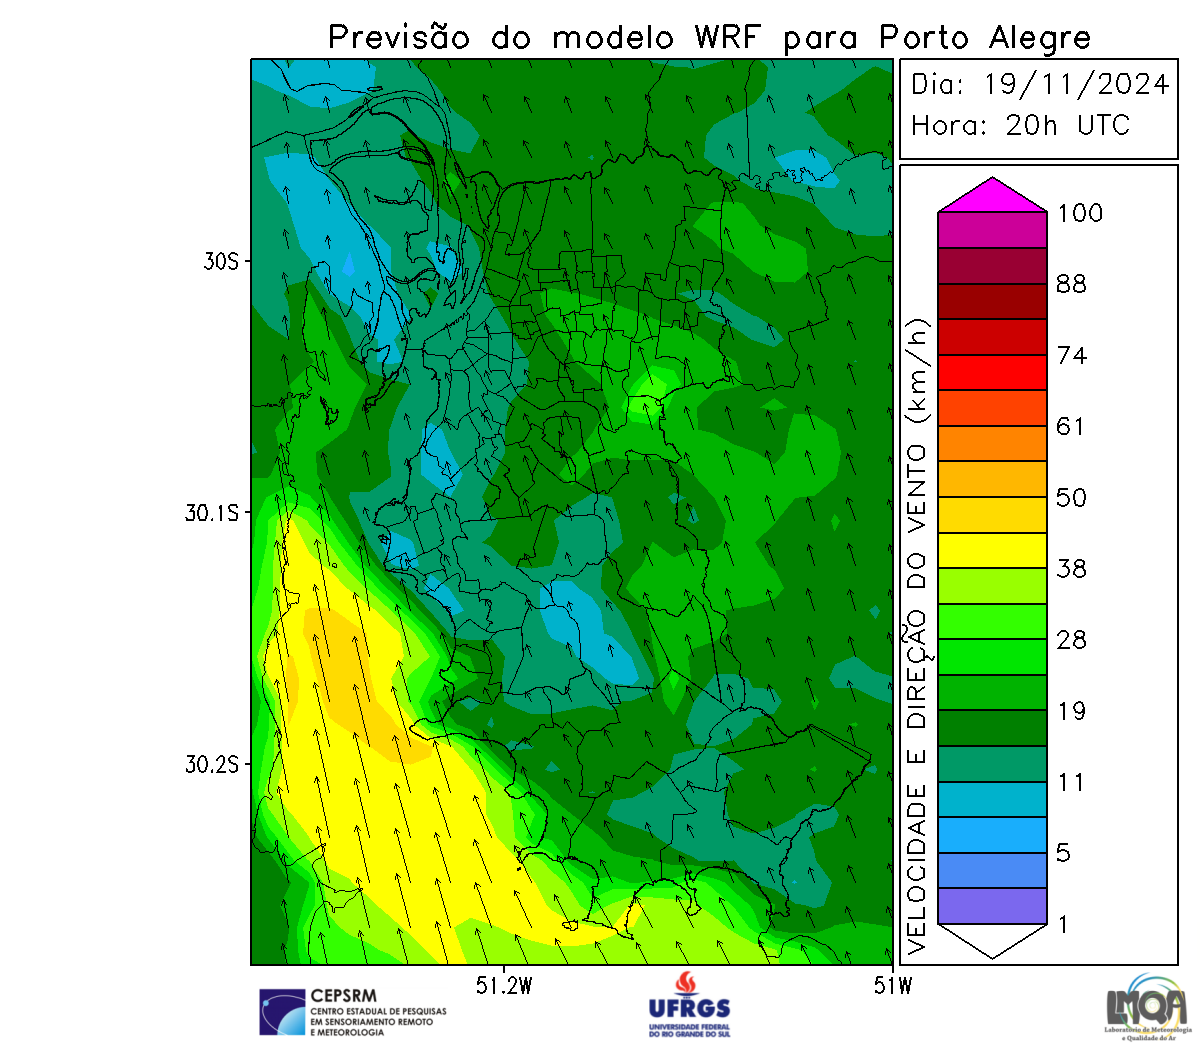 Previsão do modelo WRF para Porto Alegre
Dia: 19/11/2024
Hora: 20h UTC
30S
30.1S
30.2S
51.2W
51W
VELOCIDADE E DIREÇÃO DO VENTO (km/h)
100
88
74
61
50
38
28
19
11
5
1
CEPSRM
CENTRO ESTADUAL DE PESQUISAS
EM SENSORIAMENTO REMOTO
E METEOROLOGIA
UFRGS
UNIVERSIDADE FEDERAL
DO RIO GRANDE DO SUL
LMQA
Laboratório de Meteorologia
e Qualidade do Ar